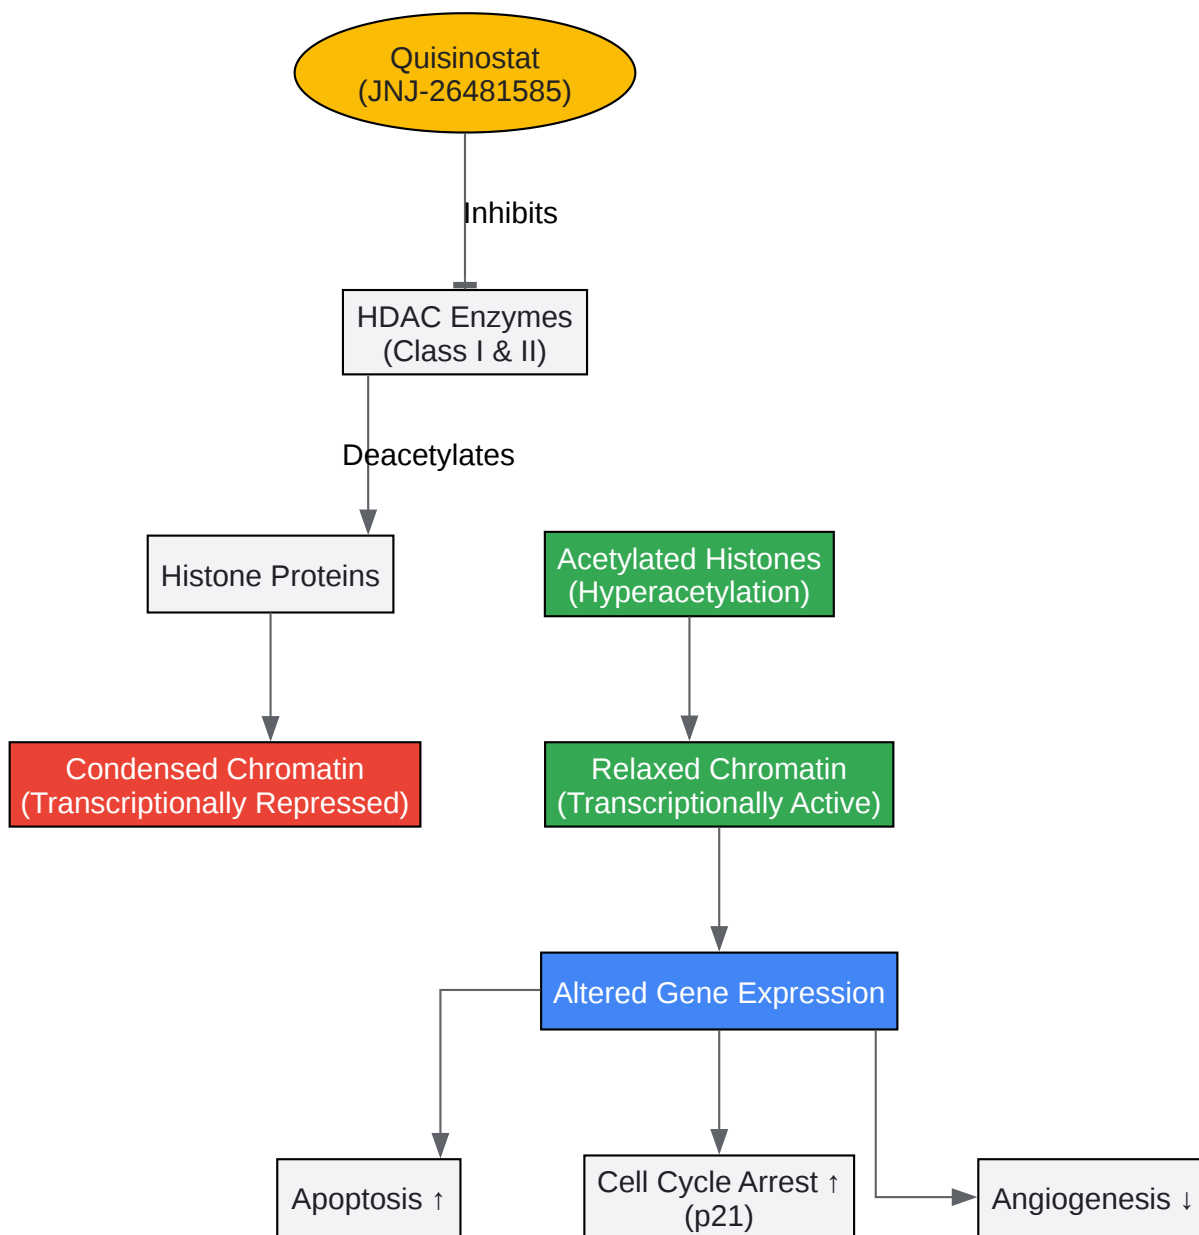 Quisinostat
(JNJ-26481585)
Inhibits
HDAC Enzymes
(Class I & II)
Deacetylates
Histone Proteins
Acetylated Histones
(Hyperacetylation)
Condensed Chromatin
(Transcriptionally Repressed)
Relaxed Chromatin
(Transcriptionally Active)
Altered Gene Expression
Apoptosis ↑
Cell Cycle Arrest ↑
(p21)
Angiogenesis ↓